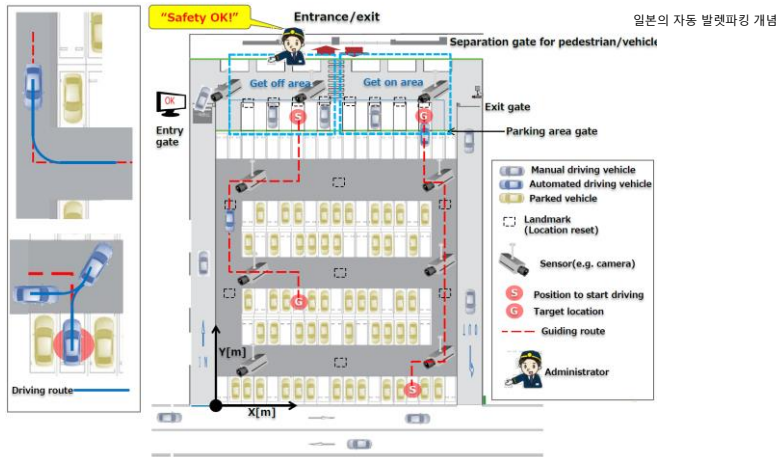 일본의 자동 발렛파킹 개념
"Safety OK!"
Entrance/exit
Separation gate for pedestrian/vehicle
Get off area
Get on area
OK
Entry
gate
Exit gate
Parking area gate
S
G
G
S
Manual driving vehicle
Automated driving vehicle
Parked vehicle
Landmark
(Location reset)
Sensor(e.g. camera)
S
Position to start driving
G
Target location
Guiding route
Administrator
Driving route
Y[m]
X[m]
IN